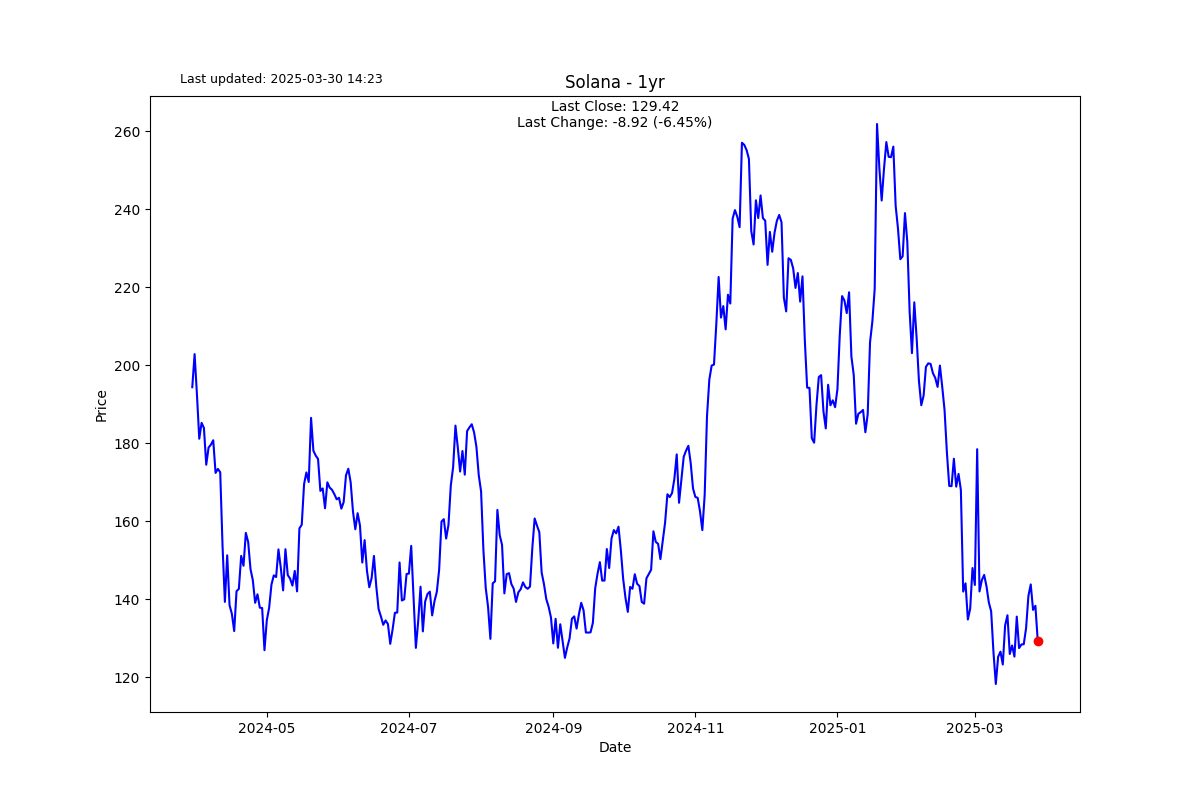 Last updated: 2025-03-30 14:23
Solana - 1yr
Last Close: 129.42
Last Change: -8.92 (-6.45%)
Price
260
240
220
200
180
160
140
120
2024-05
2024-07
2024-09
2024-11
2025-01
2025-03
Date